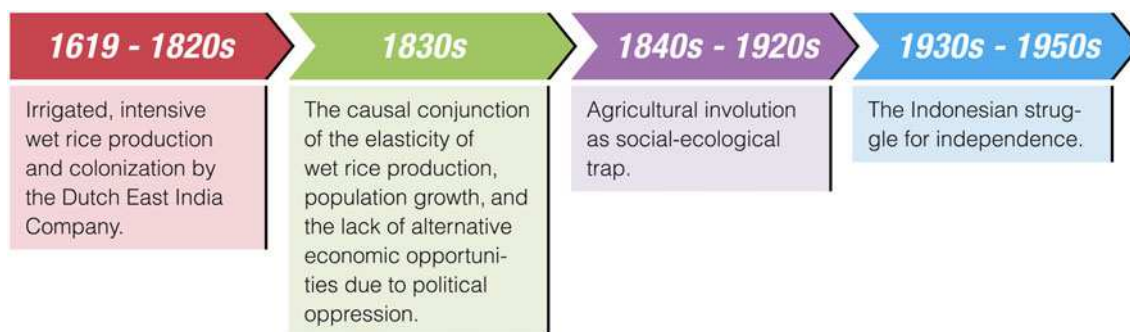 1619 - 1820s
Irrigated, intensive
wet rice production
and colonization by
the Dutch East India
Company.
1830s
The causal conjunction
of the elasticity of
wet rice production,
population growth, and
the lack of alternative
economic opportuni-
ties due to political
oppression.
1840s - 1920s
Agricultural involution
as social-ecological
trap.
1930s - 1950s
The Indonesian strug-
gle for independence.